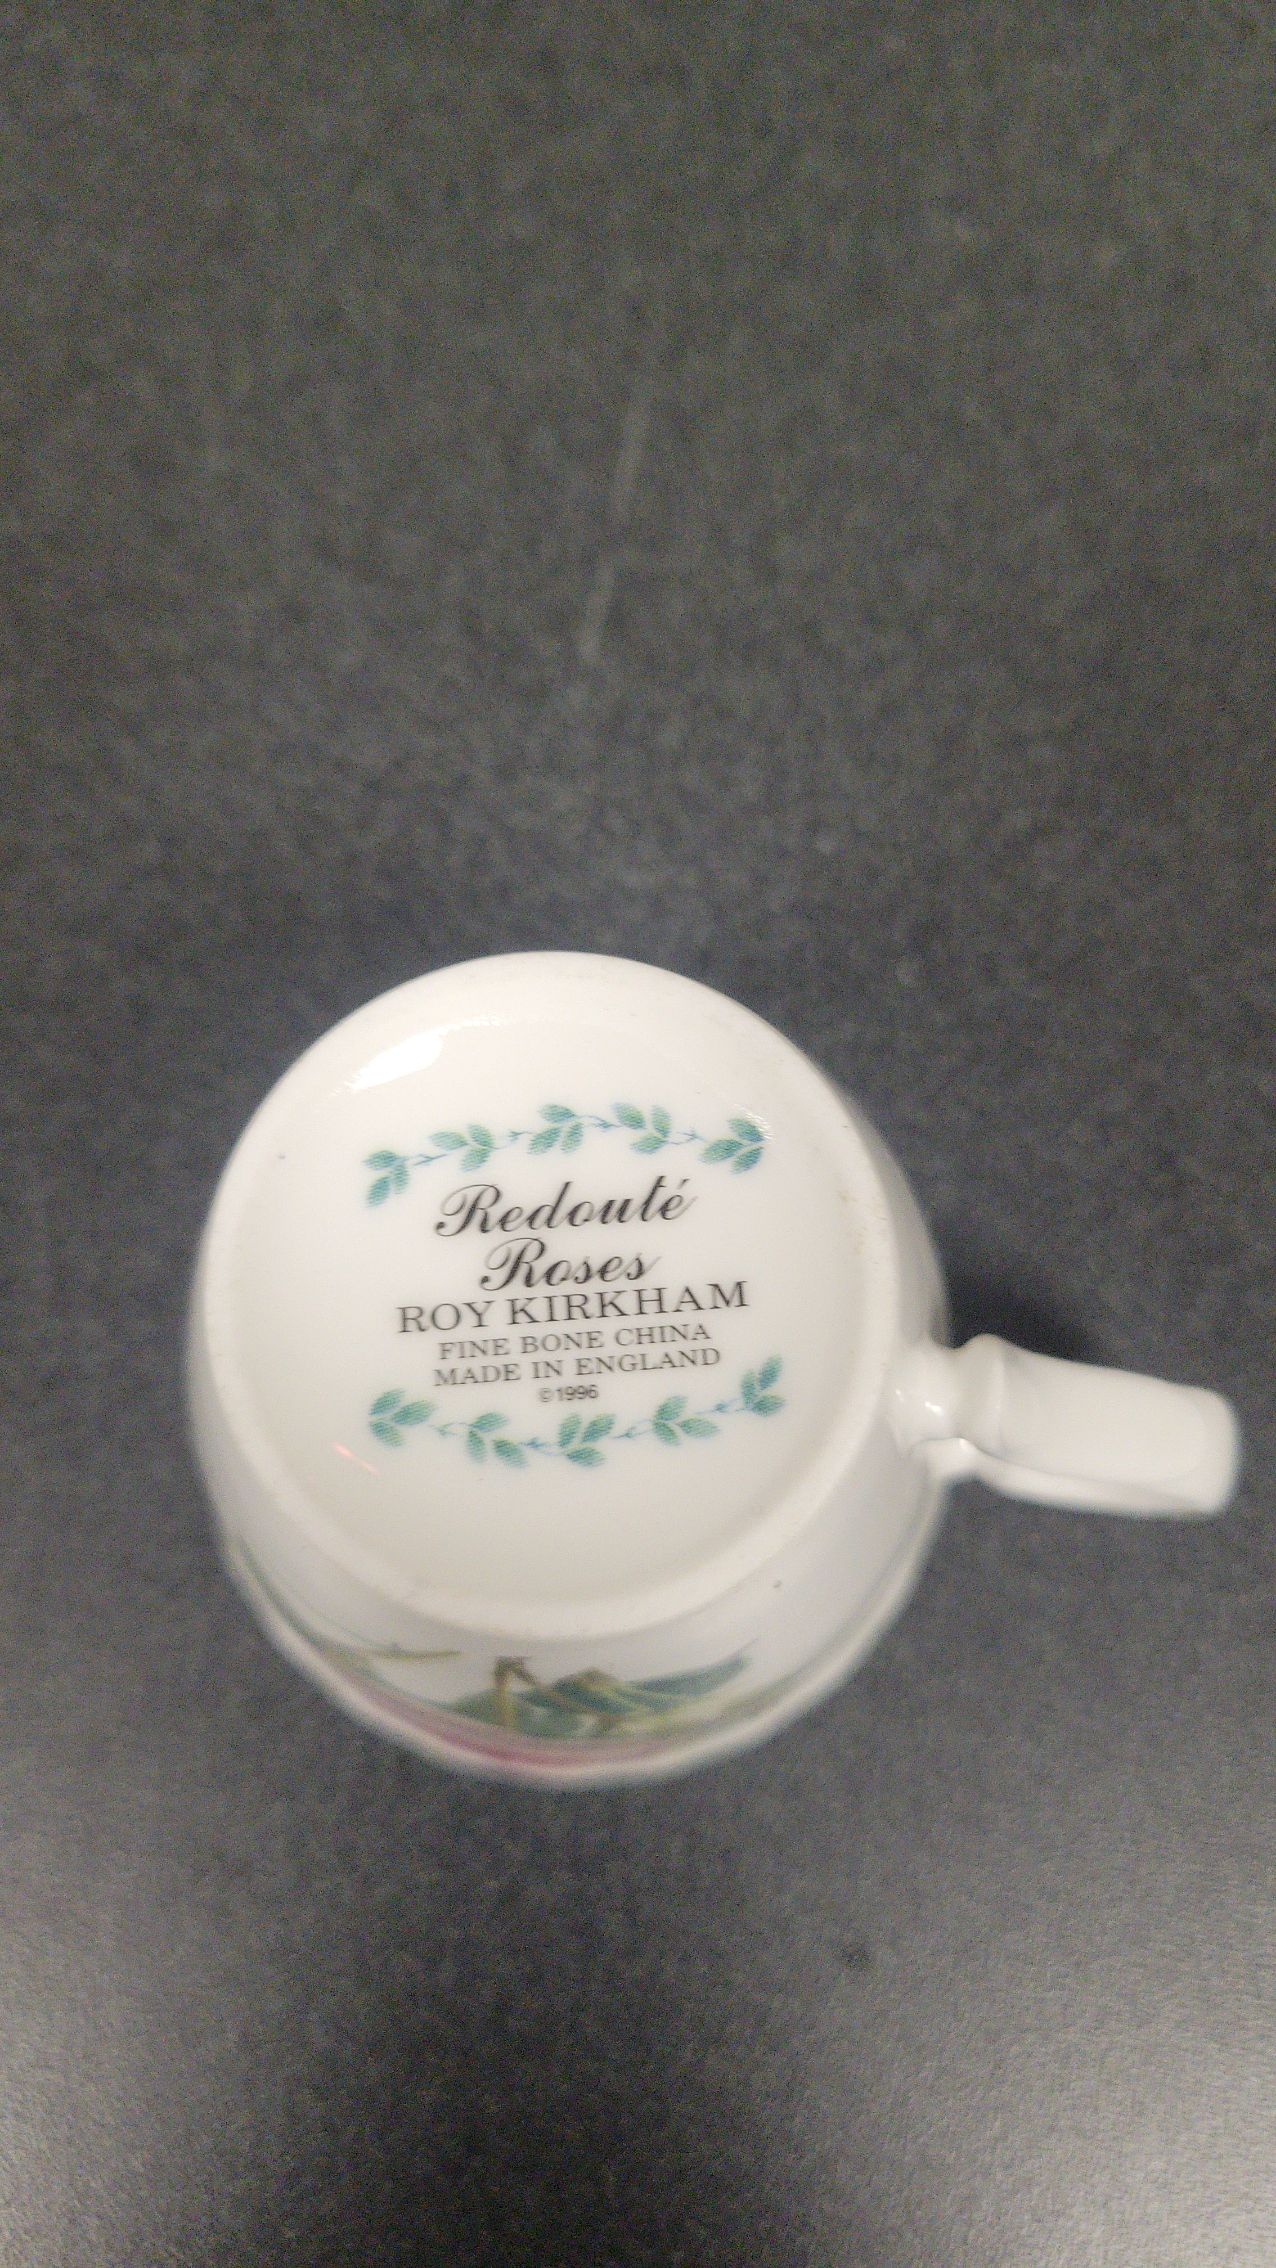 Redouté
Roses
ROY KIRKHAM
FINE BONE CHINA
MADE IN ENGLAND
©1996